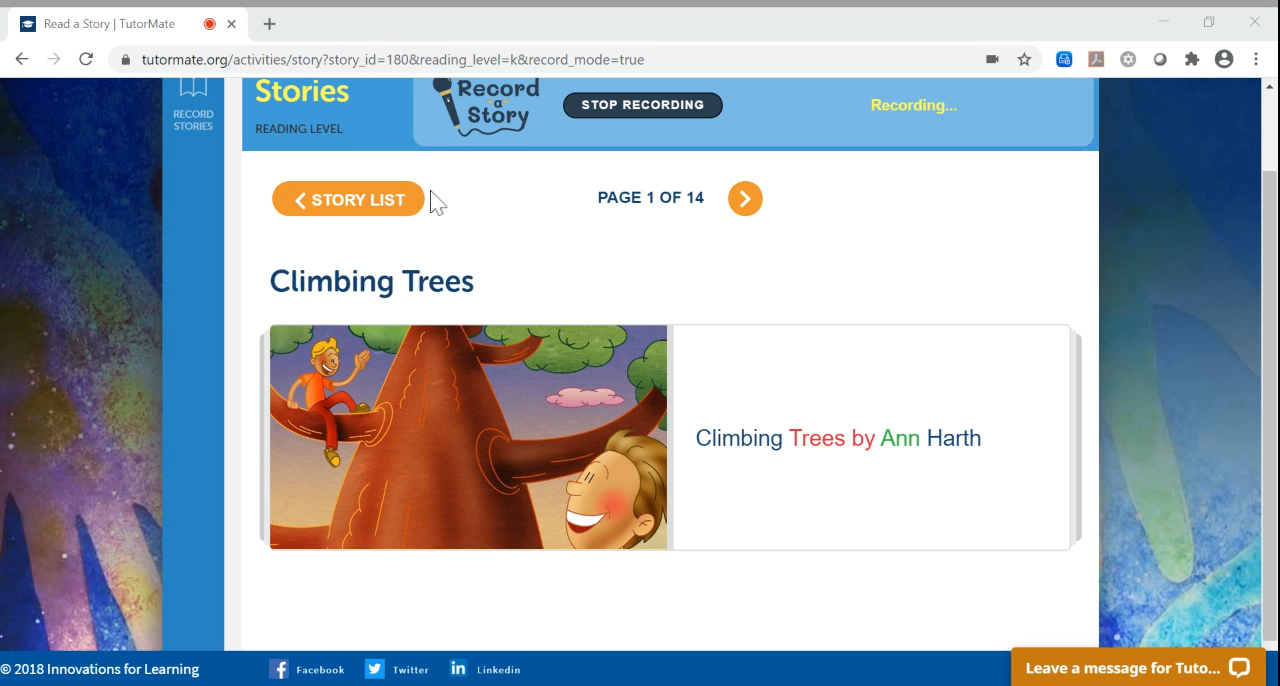 Read a Story | TutorMate
tutormate.org/activities/story?story_id=180&reading_level=k&record_mode=true
RECORD
STORIES
Stories
READING LEVEL
Record
a
Story
STOP RECORDING
Recording...
STORY LIST
PAGE 1 OF 14
Climbing Trees
Climbing Trees by Ann Harth
© 2018 Innovations for Learning
Facebook
Twitter
Linkedin
Leave a message for Tuto...